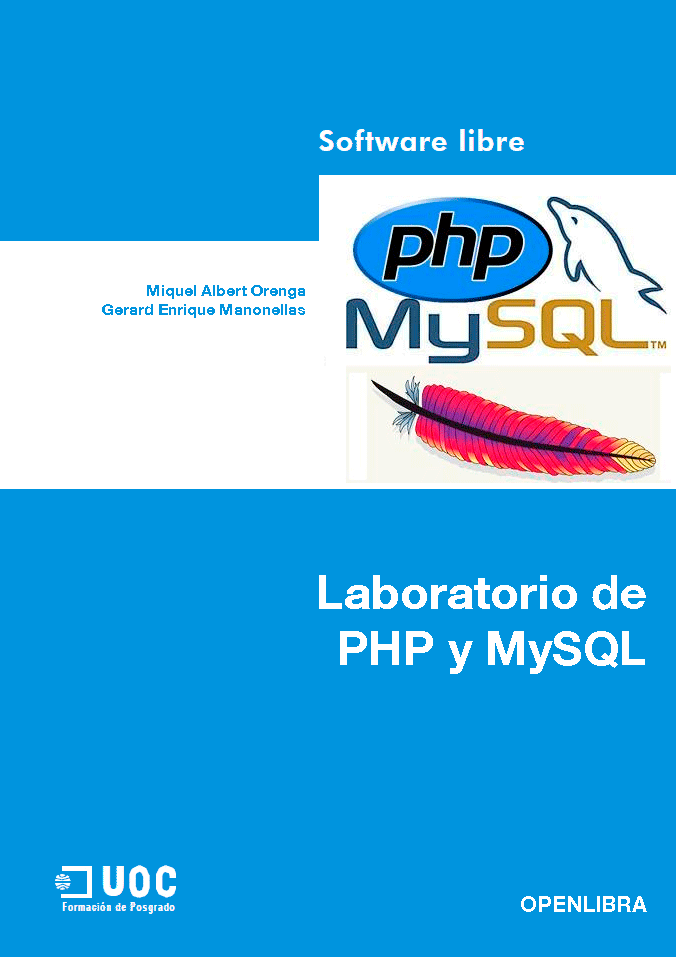 Software libre
php
MySQL™
Miquel Albert Orenga
Gerard Enrique Manonellas
Laboratorio de
PHP y MySQL
UOC
Formación de Posgrado
OPENLIBRA